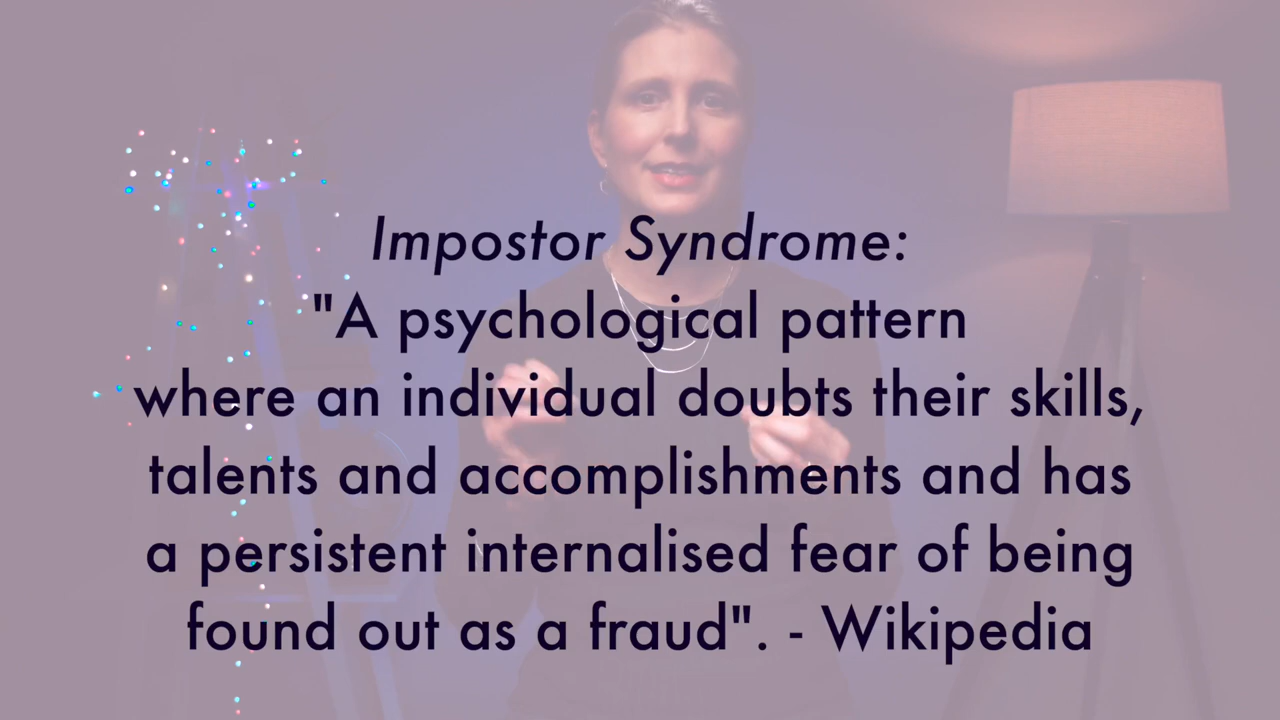 Impostor Syndrome:
"A psychological pattern
where an individual doubts their skills,
talents and accomplishments and has
a persistent internalised fear of being
found out as a fraud". - Wikipedia